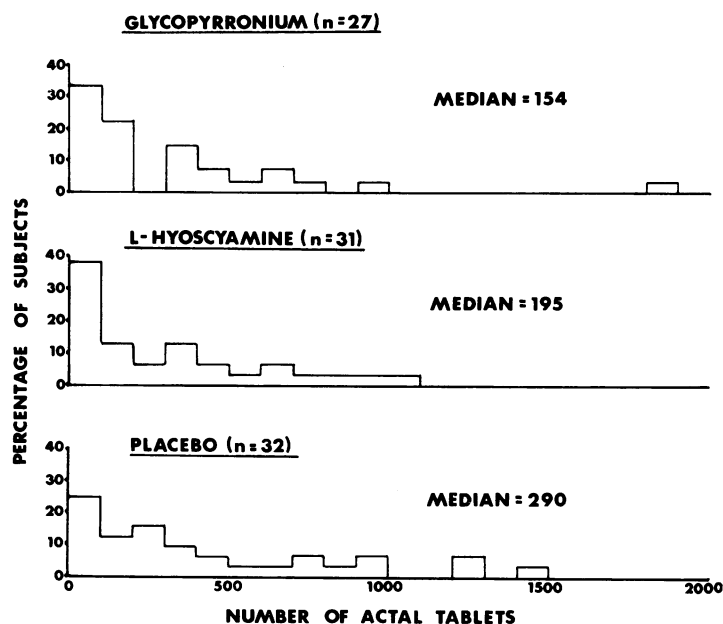 GLYCOPYRRONIUM (n=27)
40
30
20
10
0
MEDIAN = 154
L-HYOSCYAMINE (n=31)
40
30
20
10
0
MEDIAN = 195
PLACEBO (n=32)
40
30
20
10
0
MEDIAN = 290
0 500 1000 1500 2000
NUMBER OF ACTAL TABLETS
PERCENTAGE OF SUBJECTS